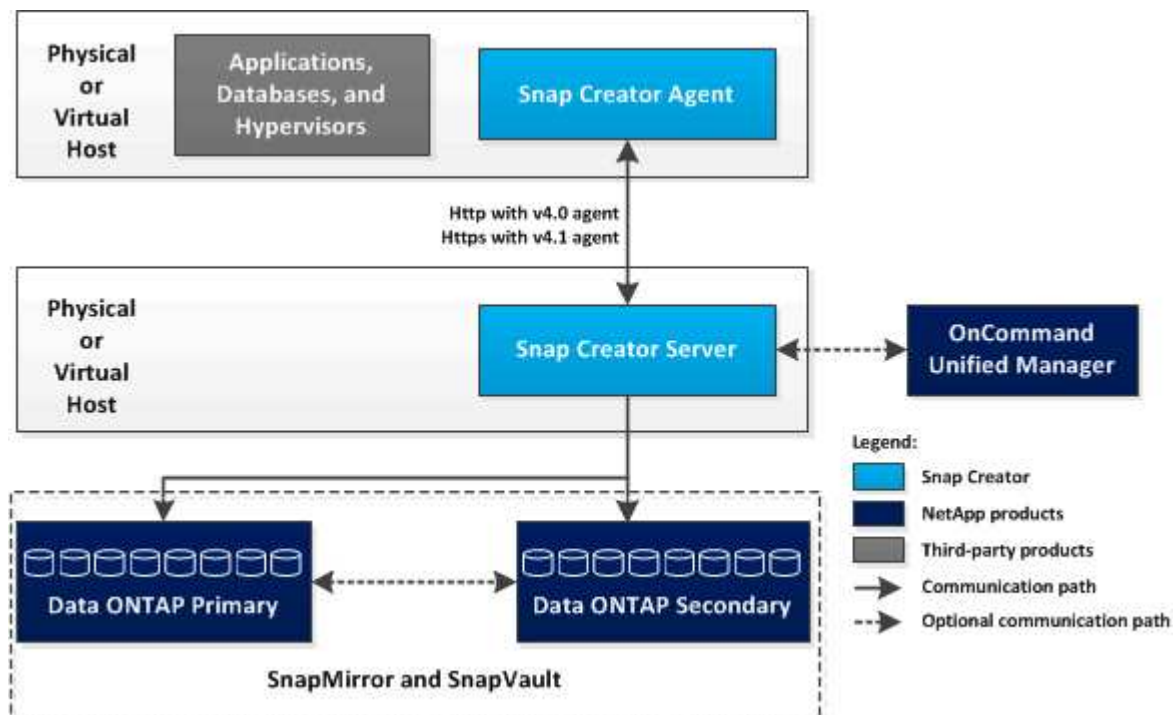 Physical
or
Virtual
Host
Applications,
Databases, and
Hypervisors
Snap Creator Agent
Http with v4.0 agent
Https with v4.1 agent
Physical
or
Virtual
Host
Snap Creator Server
OnCommand
Unified Manager
Legend:
Snap Creator
NetApp products
Third-party products
Communication path
Optional communication path
Data ONTAP Primary
Data ONTAP Secondary
SnapMirror and SnapVault